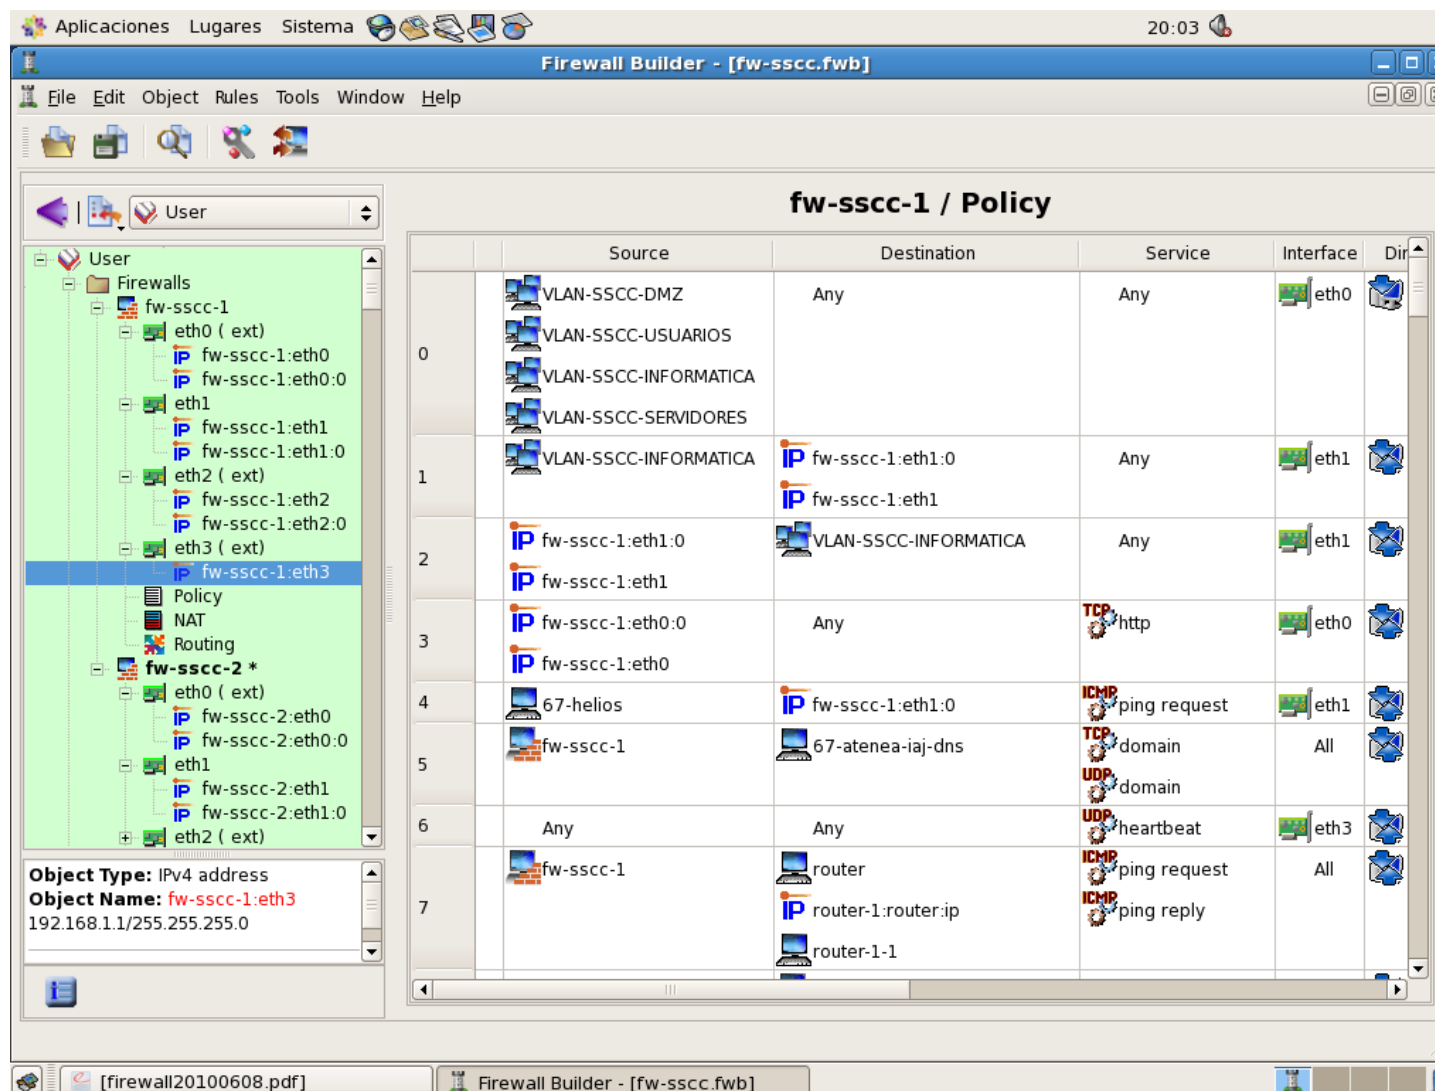 Aplicaciones Lugares Sistema 20:03
Firewall Builder - [fw-sscc.fwb]
File Edit Object Rules Tools Window Help
User
fw-sscc-1 / Policy
User
Firewalls
fw-sscc-1
eth0 ( ext)
fw-sscc-1:eth0
fw-sscc-1:eth0:0
eth1
fw-sscc-1:eth1
fw-sscc-1:eth1:0
eth2 ( ext)
fw-sscc-1:eth2
fw-sscc-1:eth2:0
eth3 ( ext)
fw-sscc-1:eth3
Policy
NAT
Routing
fw-sscc-2 *
eth0 ( ext)
fw-sscc-2:eth0
fw-sscc-2:eth0:0
eth1
fw-sscc-2:eth1
fw-sscc-2:eth1:0
eth2 ( ext)
Object Type: IPv4 address
Object Name: fw-sscc-1:eth3
192.168.1.1/255.255.255.0
Source Destination Service Interface Dir
0 VLAN-SSCC-DMZ Any Any eth0
VLAN-SSCC-USUARIOS
VLAN-SSCC-INFORMATICA
VLAN-SSCC-SERVIDORES
1 VLAN-SSCC-INFORMATICA IP fw-sscc-1:eth1:0 Any eth1
IP fw-sscc-1:eth1
2 IP fw-sscc-1:eth1:0 VLAN-SSCC-INFORMATICA Any eth1
IP fw-sscc-1:eth1
3 IP fw-sscc-1:eth0:0 Any TCP http eth0
IP fw-sscc-1:eth0
4 67-helios IP fw-sscc-1:eth1:0 ICMP ping request eth1
5 fw-sscc-1 67-atenea-iaj-dns TCP domain All
UDP domain
6 Any Any UDP heartbeat eth3
7 fw-sscc-1 router ICMP ping request All
IP router-1:router:ip ICMP ping reply
router-1-1
[firewall20100608.pdf] Firewall Builder - [fw-sscc.fwb]